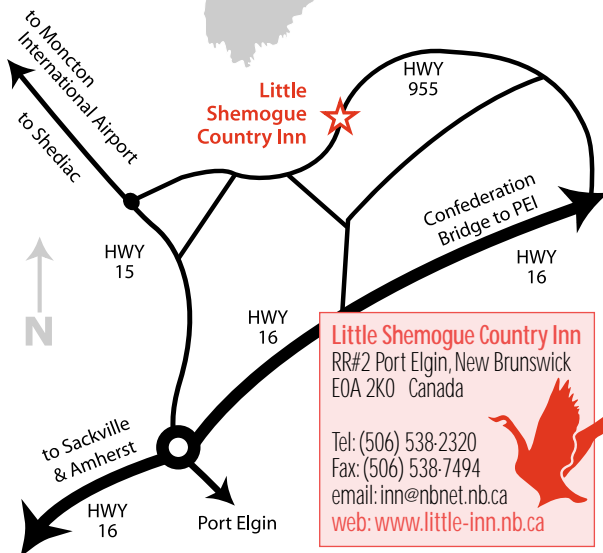 to Moncton
International Airport
to Shediac
Little
Shemogue
Country Inn
HWY
955
Confederation
Bridge to PEI
HWY
15
HWY
16
HWY
16
N
to Sackville
& Amherst
HWY
16
Port Elgin
Little Shemogue Country Inn
RR#2 Port Elgin, New Brunswick
E0A 2K0 Canada
Tel: (506) 538-2320
Fax: (506) 538-7494
email: inn@nbnet.nb.ca
web: www.little-inn.nb.ca